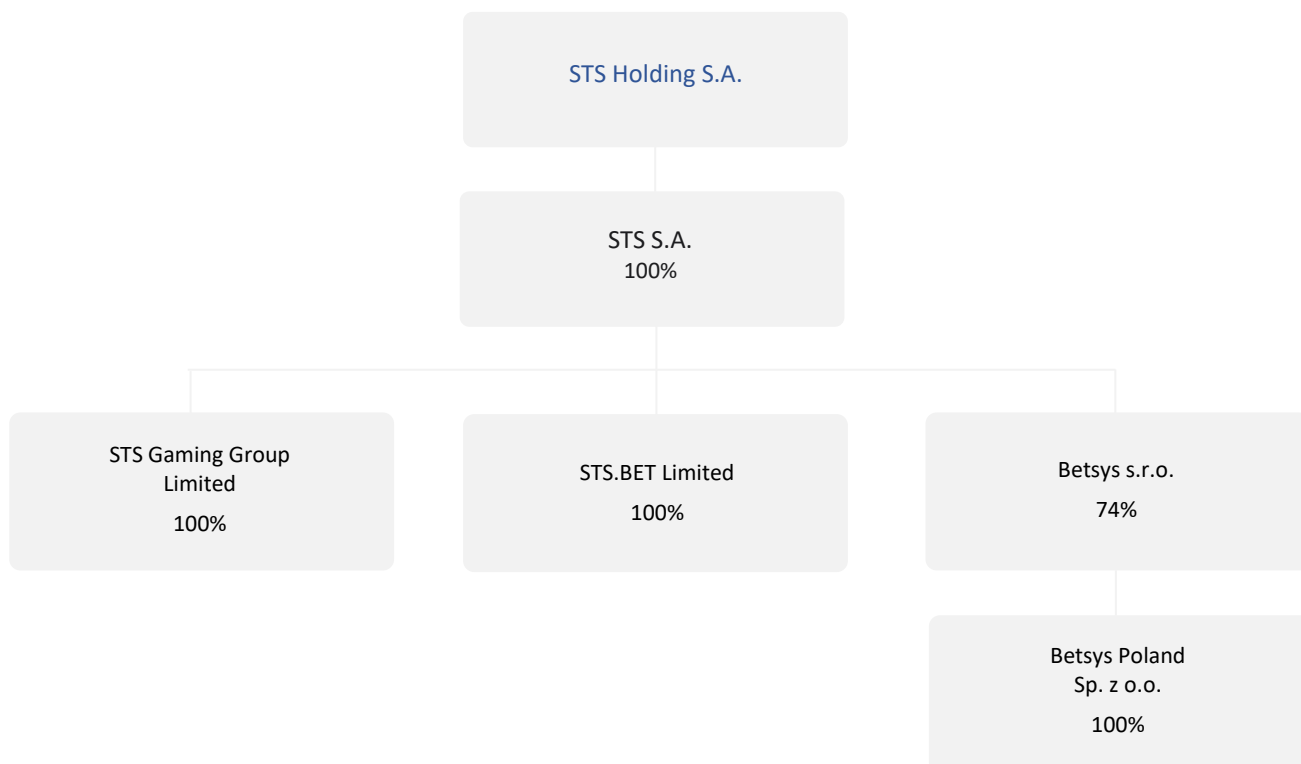 STS Holding S.A.
STS S.A.
100%
STS Gaming Group
Limited
100%
STS.BET Limited
100%
Betsys s.r.o.
74%
Betsys Poland
Sp. z o.o.
100%